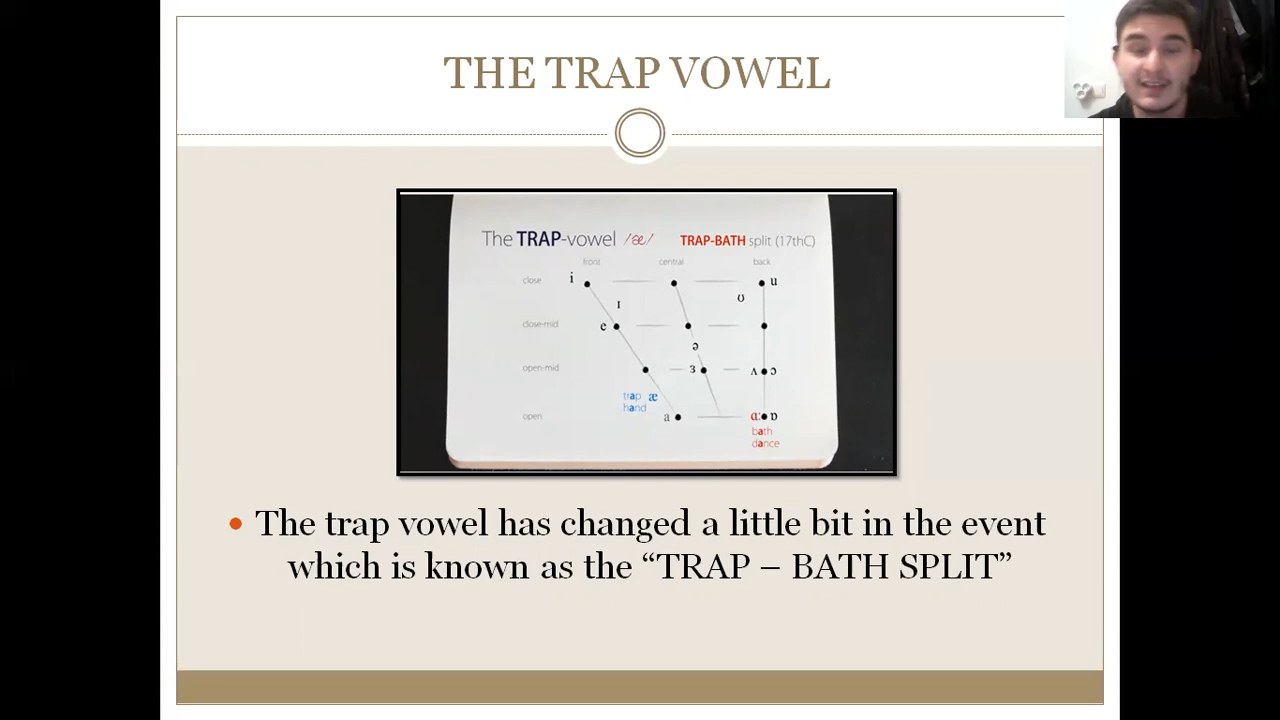 THE TRAP VOWEL
The TRAP-vowel /æ/ TRAP-BATH split (17thC)
front central back
close i u
ɪ ʊ
close-mid e
ə
open-mid ɜ ʌ ɔ
trap æ
hand
open a ɑ: ɒ
bath
dance
• The trap vowel has changed a little bit in the event
which is known as the “TRAP – BATH SPLIT”